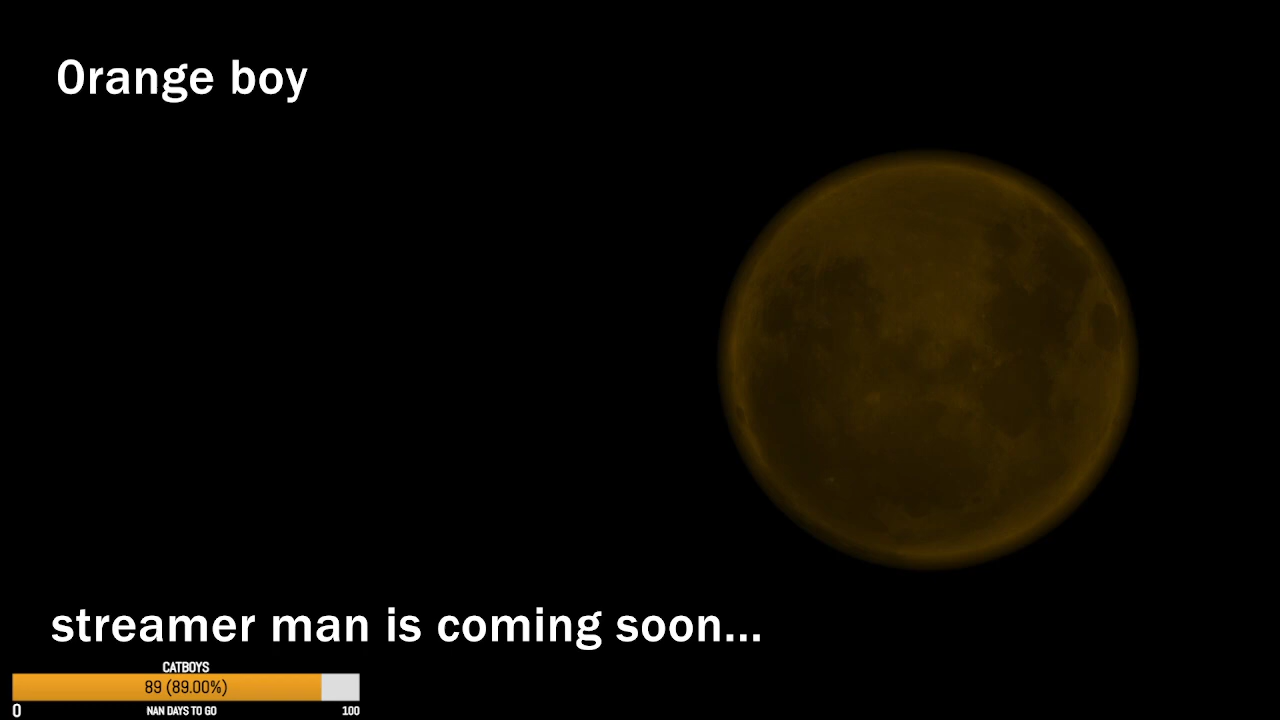 Orange boy
streamer man is coming soon...
CATBOYS
89 (89.00%)
0 NAN DAYS TO GO 100